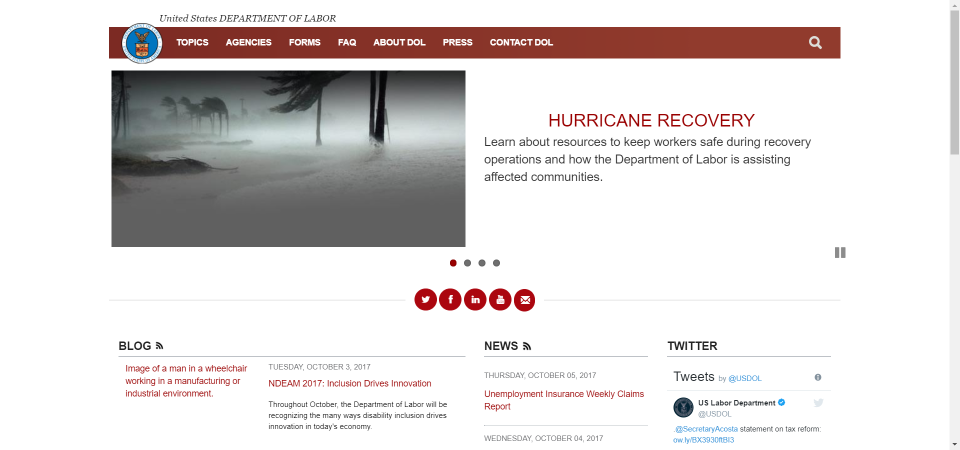 United States DEPARTMENT OF LABOR
TOPICS AGENCIES FORMS FAQ ABOUT DOL PRESS CONTACT DOL
HURRICANE RECOVERY
Learn about resources to keep workers safe during recovery
operations and how the Department of Labor is assisting
affected communities.
BLOG
Image of a man in a wheelchair
working in a manufacturing or
industrial environment.
TUESDAY, OCTOBER 3, 2017
NDEAM 2017: Inclusion Drives Innovation
Throughout October, the Department of Labor will be
recognizing the many ways disability inclusion drives
innovation in today's economy.
NEWS
THURSDAY, OCTOBER 05, 2017
Unemployment Insurance Weekly Claims
Report
WEDNESDAY, OCTOBER 04, 2017
TWITTER
Tweets by @USDOL
US Labor Department
@USDOL
.@SecretaryAcosta statement on tax reform:
ow.ly/BX3930ftBI3